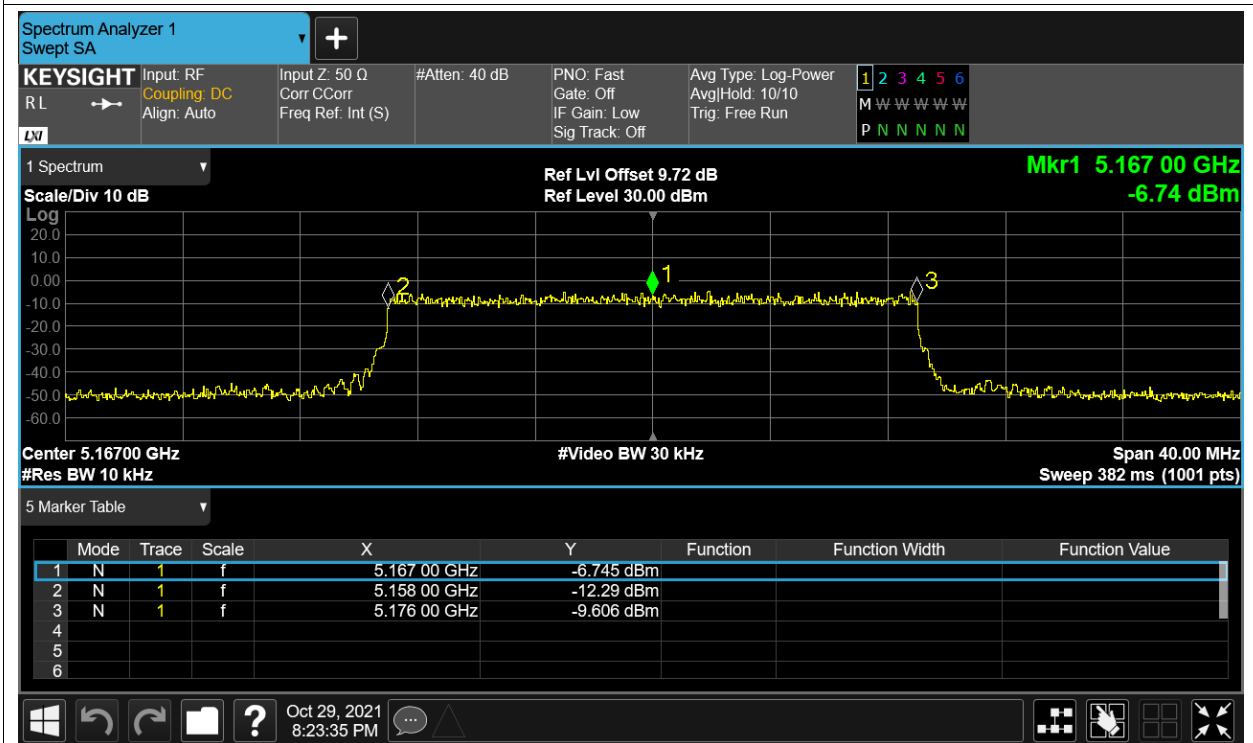 Spectrum Analyzer 1
Swept SA
KEYSIGHT
R L
LXI
Input: RF
Coupling: DC
Align: Auto
Input Z: 50 Ω
Corr CCorr
Freq Ref: Int (S)
#Atten: 40 dB
PNO: Fast
Gate: Off
IF Gain: Low
Sig Track: Off
Avg Type: Log-Power
Avg|Hold: 10/10
Trig: Free Run
1 2 3 4 5 6
M W W W W W
P N N N N N
1 Spectrum
Scale/Div 10 dB
Ref Lvl Offset 9.72 dB
Ref Level 30.00 dBm
Mkr1 5.167 00 GHz
-6.74 dBm
Log
20.0
10.0
0.00
-10.0
-20.0
-30.0
-40.0
-50.0
-60.0
2
1
3
Center 5.16700 GHz
#Res BW 10 kHz
#Video BW 30 kHz
Span 40.00 MHz
Sweep 382 ms (1001 pts)
5 Marker Table
Mode Trace Scale X Y Function Function Width Function Value
1 N 1 f 5.167 00 GHz -6.745 dBm
2 N 1 f 5.158 00 GHz -12.29 dBm
3 N 1 f 5.176 00 GHz -9.606 dBm
4
5
6
?
Oct 29, 2021
8:23:35 PM